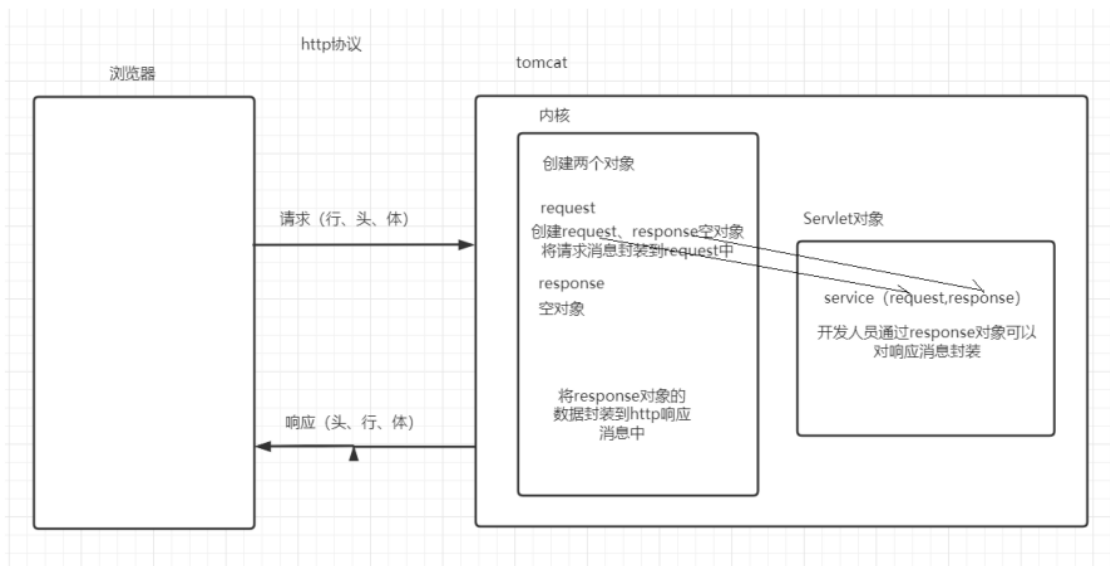 http协议
浏览器
tomcat
内核
创建两个对象
request
创建request、response空对象
将请求消息封装到request中
response
空对象
将response对象的
数据封装到http响应
消息中
请求（行、头、体）
响应（头、行、体）
Servlet对象
service（request,response）
开发人员通过response对象可以
对响应消息封装